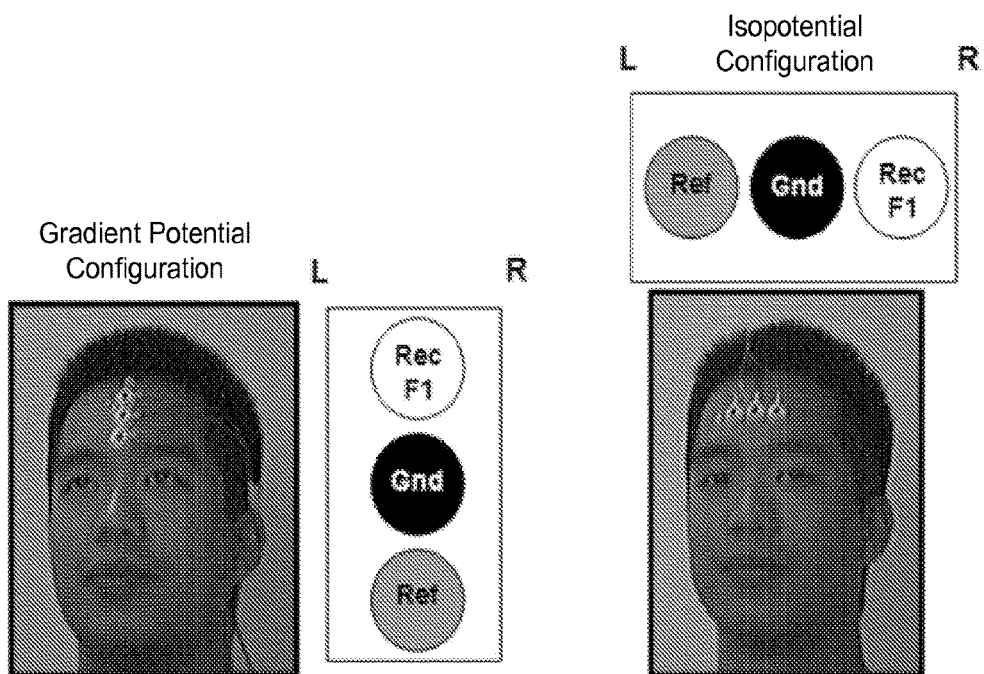 Gradient Potential
Configuration
L
R
Rec
F1
Gnd
Ref
Isopotential
Configuration
L
R
Ref
Gnd
Rec
F1